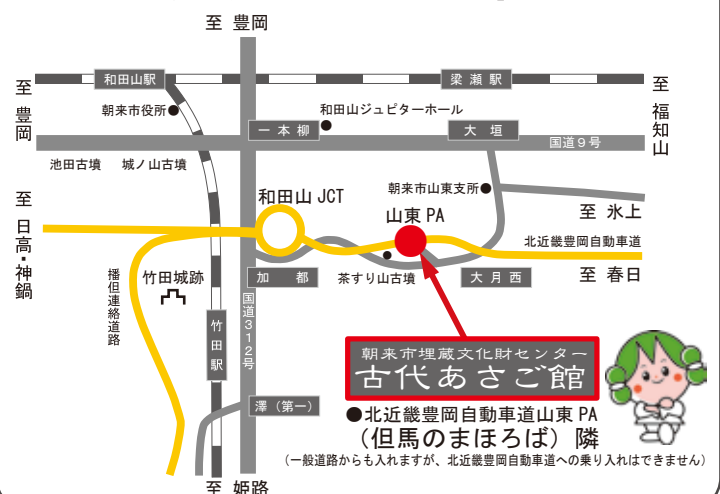 至 豊岡
和田山駅
梁瀬駅
至 豊岡
至 福知山
朝来市役所●
和田山ジュピターホール
●
一本柳
大垣
国道9号
池田古墳 城ノ山古墳
朝来市山東支所●
和田山 JCT
山東 PA
至 氷上
至 日高・神鍋
北近畿豊岡自動車道
至 春日
竹田城跡
加都
茶すり山古墳
大月西
播但連絡道路
国道312号
竹田駅
朝来市埋蔵文化財センター
古代あさご館
澤（第一）
●北近畿豊岡自動車道山東 PA
（但馬のまほろば）隣
（一般道路からも入れますが、北近畿豊岡自動車道への乗り入れはできません）
至 姫路